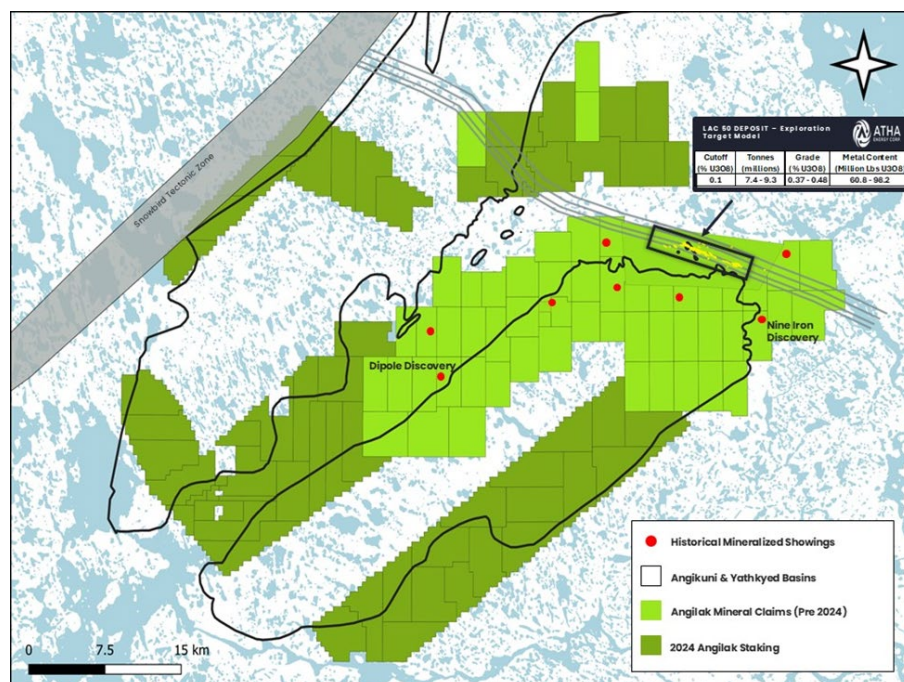 LAC 50 DEPOSIT – Exploration
Target Model
ATHA
ENERGY CORP
Cutoff
(% U3O8)
Tonnes
(millions)
Grade
(% U3O8)
Metal Content
(Million Lbs U3O8)
0.1
7.4 - 9.3
0.37 - 0.48
60.8 - 98.2
Snowbird Tectonic Zone
Nine Iron
Discovery
Dipole Discovery
Historical Mineralized Showings
Angikuni & Yathkyed Basins
Angilak Mineral Claims (Pre 2024)
2024 Angilak Staking
0 7.5 15 km